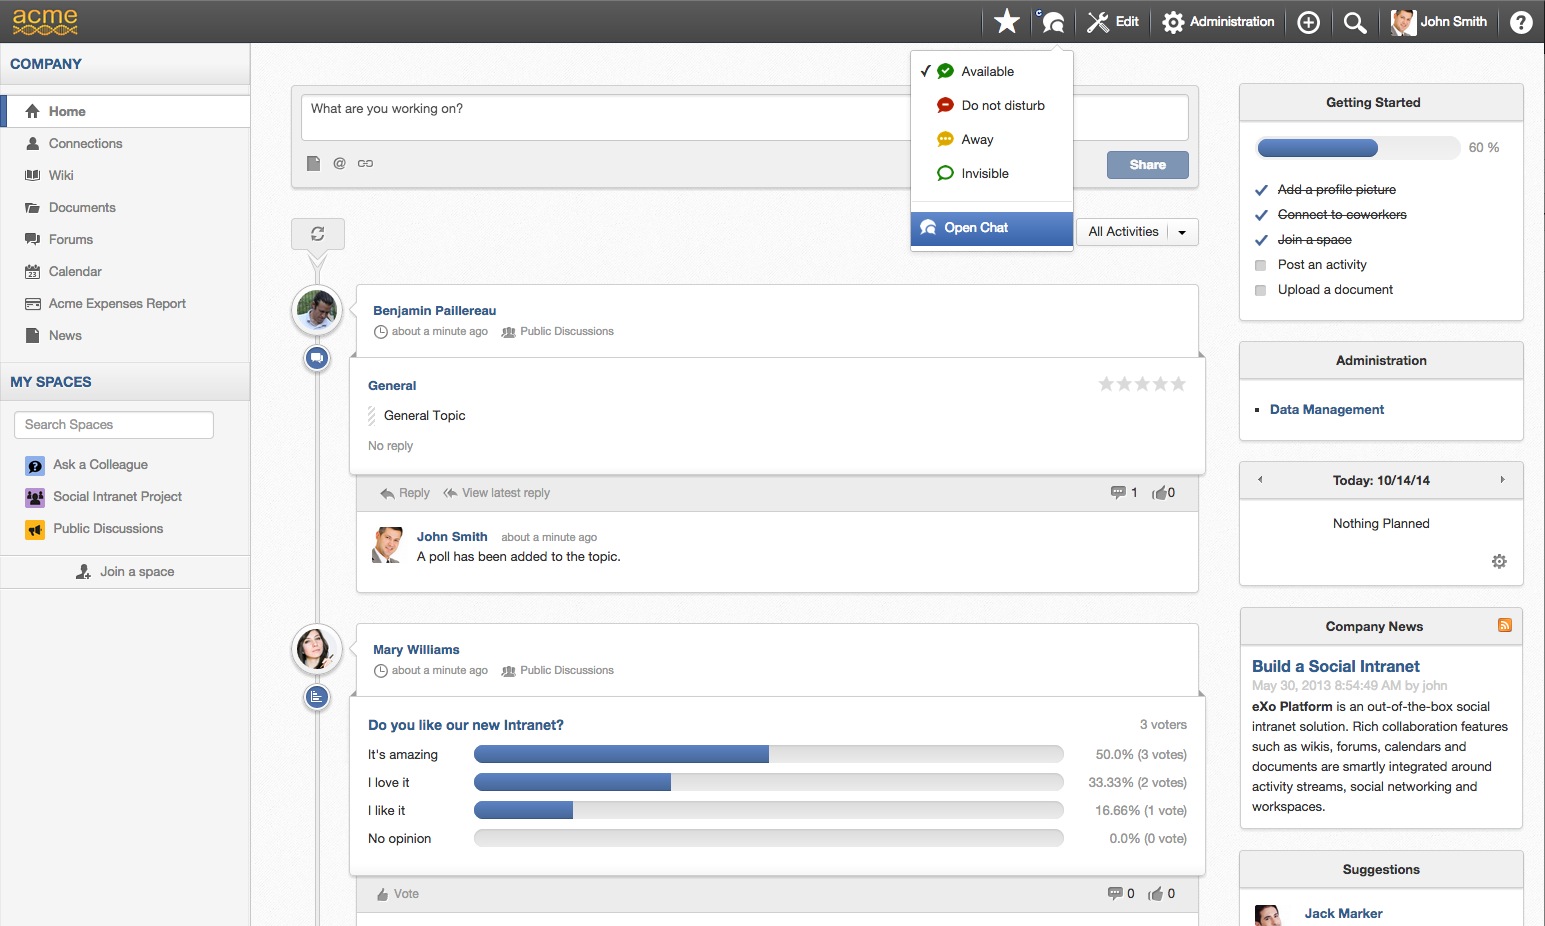 acme
Edit
Administration
John Smith
COMPANY
Home
Connections
Wiki
Documents
Forums
23
Calendar
Acme Expenses Report
News
MY SPACES
Search Spaces
Ask a Colleague
Social Intranet Project
Public Discussions
Join a space
What are you working on?
@
Share
Available
Do not disturb
Away
Invisible
Open Chat
All Activities
Benjamin Paillereau
about a minute ago Public Discussions
General
General Topic
No reply
Reply View latest reply 1 0
John Smith about a minute ago
A poll has been added to the topic.
Mary Williams
about a minute ago Public Discussions
Do you like our new Intranet? 3 voters
It's amazing 50.0% (3 votes)
I love it 33.33% (2 votes)
I like it 16.66% (1 vote)
No opinion 0.0% (0 vote)
Vote 0 0
Getting Started
60 %
Add a profile picture
Connect to coworkers
Join a space
Post an activity
Upload a document
Administration
Data Management
Today: 10/14/14
Nothing Planned
Company News
Build a Social Intranet
May 30, 2013 8:54:49 AM by john
eXo Platform is an out-of-the-box social
intranet solution. Rich collaboration features
such as wikis, forums, calendars and
documents are smartly integrated around
activity streams, social networking and
workspaces.
Suggestions
Jack Marker